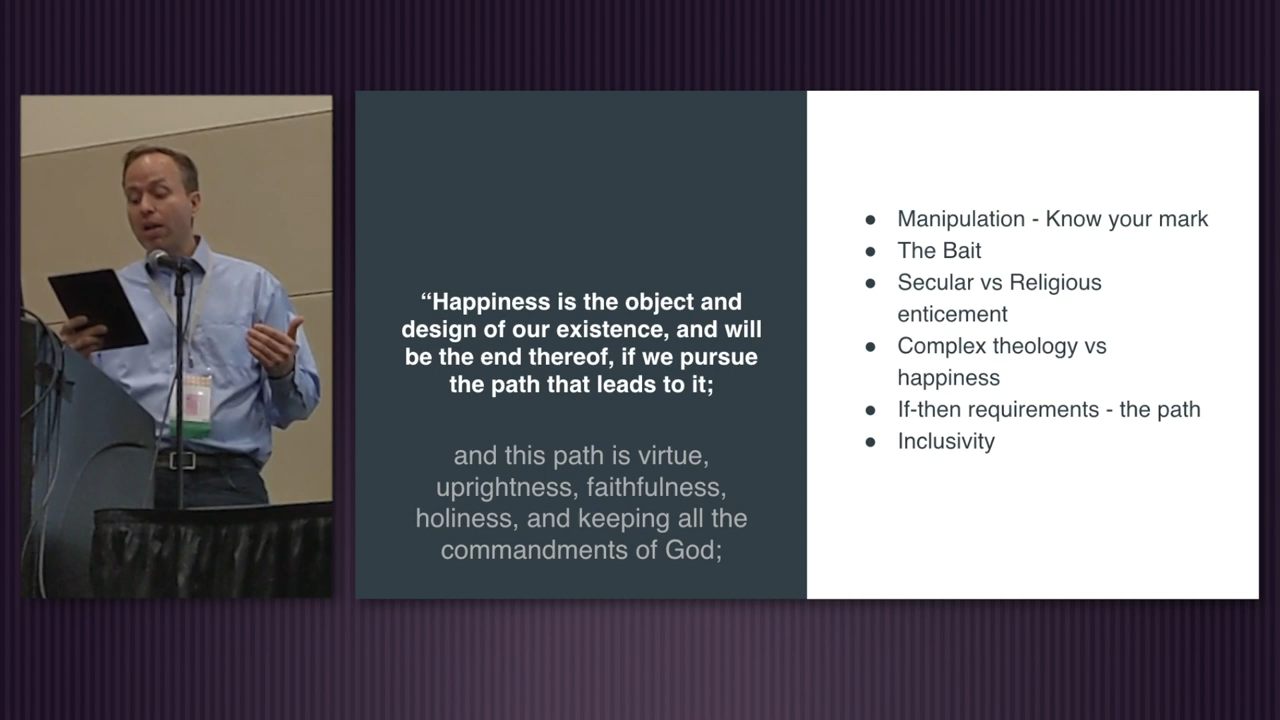 “Happiness is the object and
design of our existence, and will
be the end thereof, if we pursue
the path that leads to it;
and this path is virtue,
uprightness, faithfulness,
holiness, and keeping all the
commandments of God;
● Manipulation - Know your mark
● The Bait
● Secular vs Religious
enticement
● Complex theology vs
happiness
● If-then requirements - the path
● Inclusivity